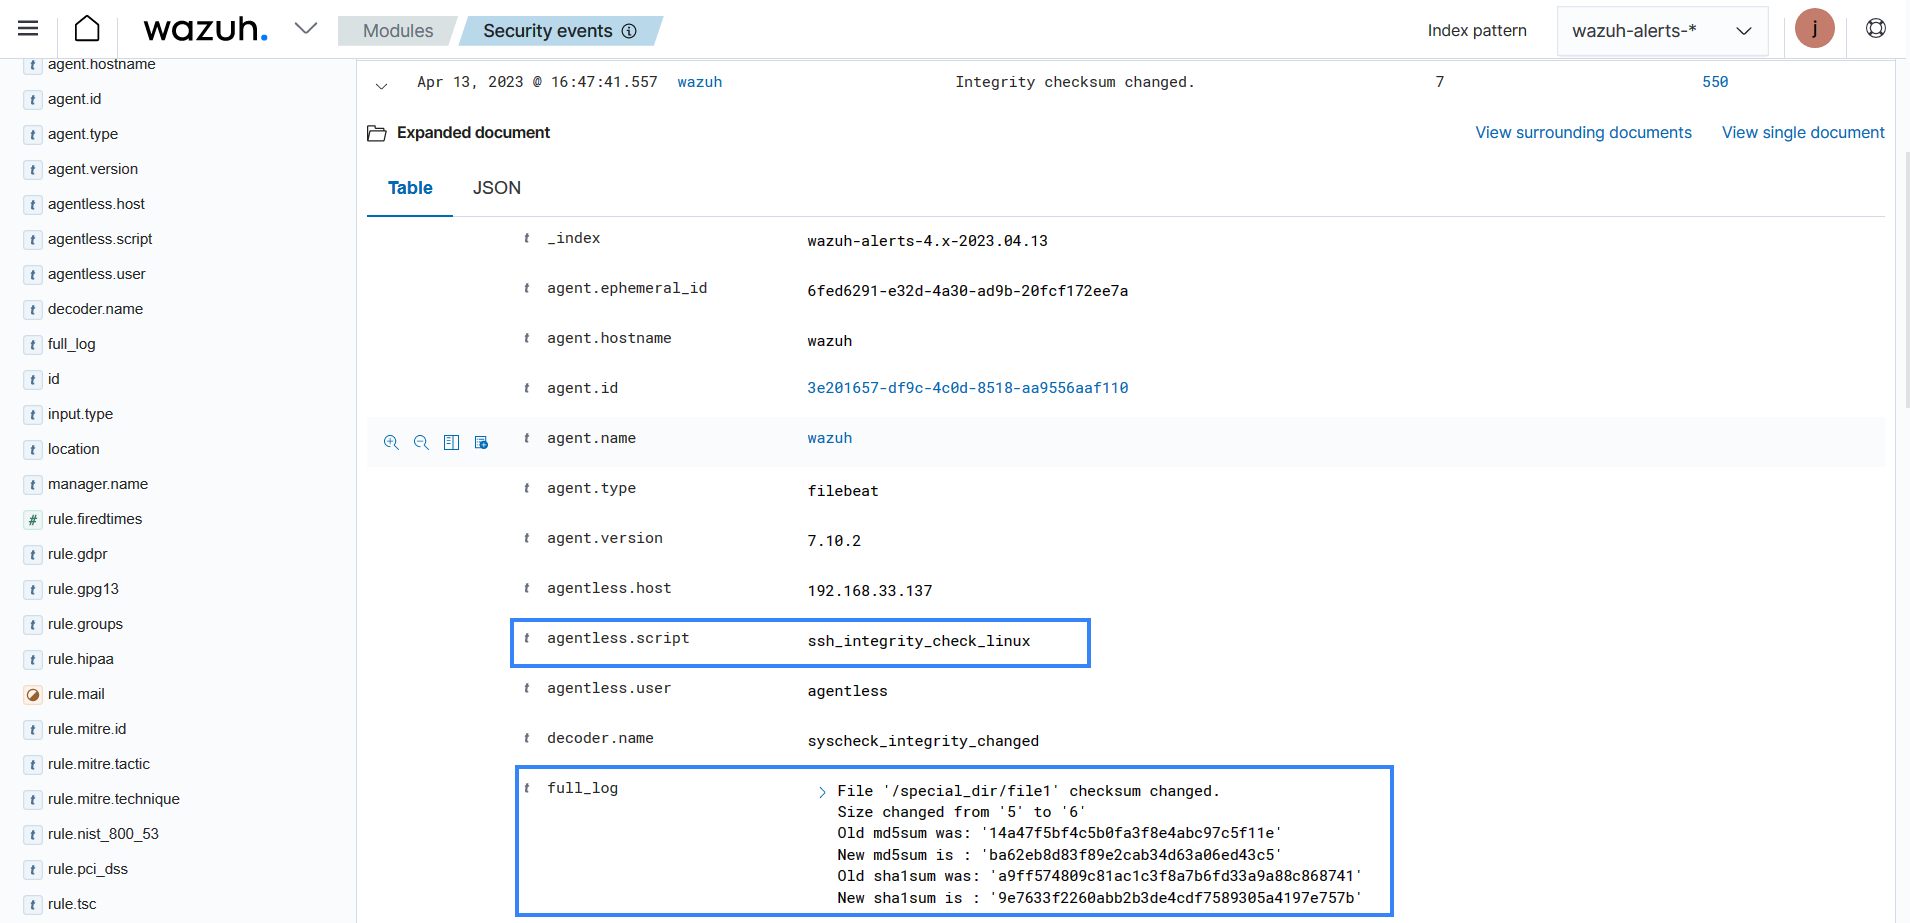 wazuh.
Modules
Security events
Index pattern
wazuh-alerts-*
j
t agent.hostname
t agent.id
t agent.type
t agent.version
t agentless.host
t agentless.script
t agentless.user
t decoder.name
t full_log
t id
t input.type
t location
t manager.name
# rule.firedtimes
t rule.gdpr
t rule.gpg13
t rule.groups
t rule.hipaa
rule.mail
t rule.mitre.id
t rule.mitre.tactic
t rule.mitre.technique
t rule.nist_800_53
t rule.pci_dss
t rule.tsc
Apr 13, 2023 @ 16:47:41.557 wazuh Integrity checksum changed. 7 550
Expanded document
View surrounding documents View single document
Table JSON
t _index wazuh-alerts-4.x-2023.04.13
t agent.ephemeral_id 6fed6291-e32d-4a30-ad9b-20fcf172ee7a
t agent.hostname wazuh
t agent.id 3e201657-df9c-4c0d-8518-aa9556aaf110
t agent.name wazuh
t agent.type filebeat
t agent.version 7.10.2
t agentless.host 192.168.33.137
t agentless.script ssh_integrity_check_linux
t agentless.user agentless
t decoder.name syscheck_integrity_changed
t full_log File '/special_dir/file1' checksum changed.
Size changed from '5' to '6'
Old md5sum was: '14a47f5bf4c5b0fa3f8e4abc97c5f11e'
New md5sum is : 'ba62eb8d83f89e2cab34d63a06ed43c5'
Old sha1sum was: 'a9ff574809c81ac1c3f8a7b6fd33a9a88c868741'
New sha1sum is : '9e7633f2260abb2b3de4cdf7589305a4197e757b'